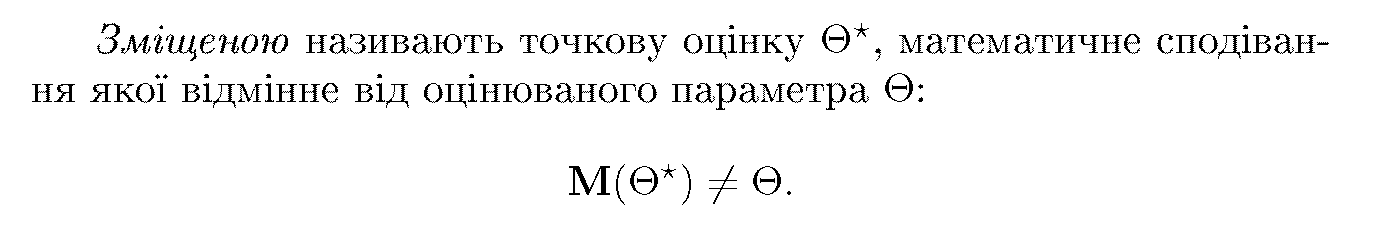 Зміщеною називають точкову оцінку Θ⋆, математичне сподіван-
ня якої відмінне від оцінюваного параметра Θ:
M(Θ⋆) ≠ Θ.